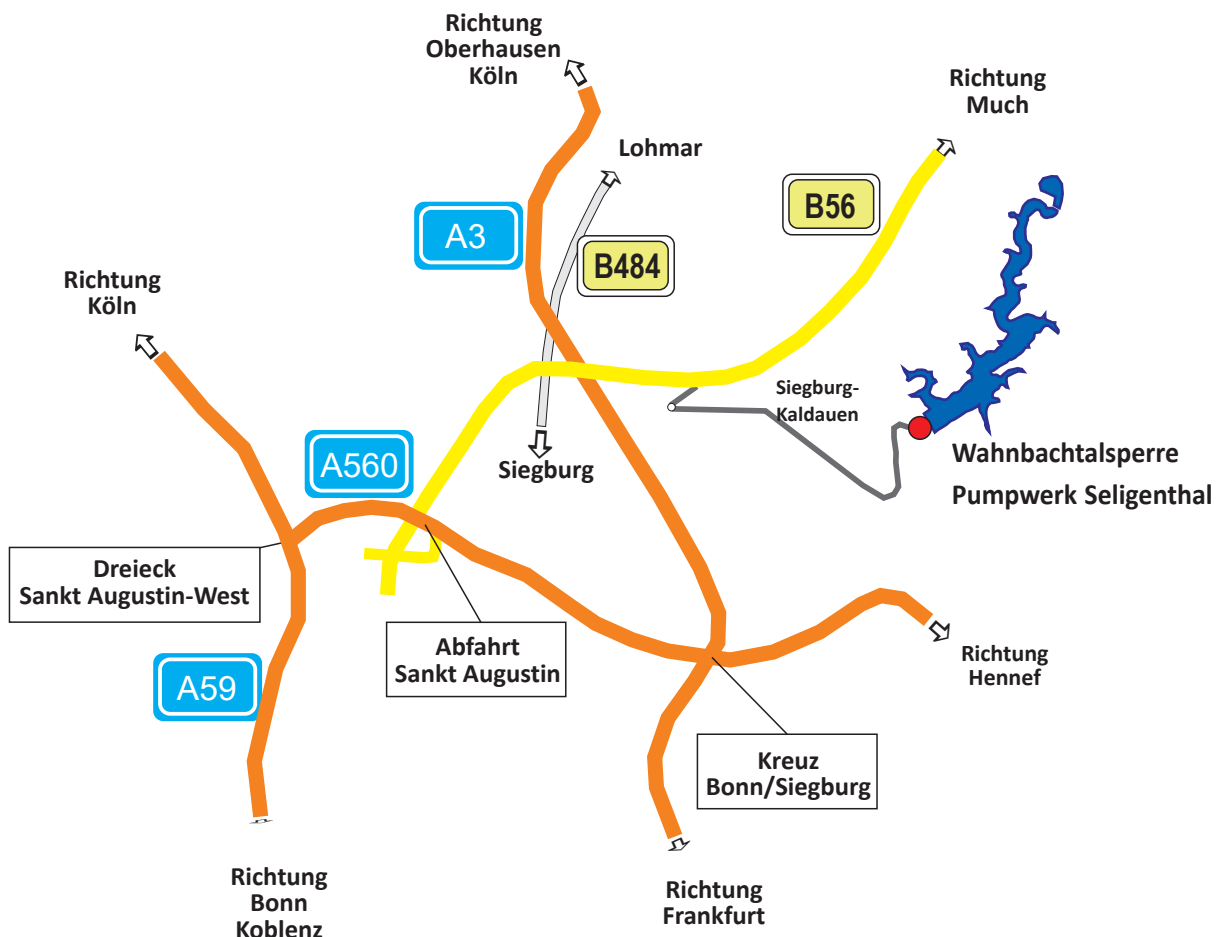 Richtung
Oberhausen
Köln
Richtung
Much
Lohmar
B56
A3
B484
Richtung
Köln
Siegburg-
Kaldauen
Wahnbachtalsperre
Pumpwerk Seligenthal
A560
Siegburg
Dreieck
Sankt Augustin-West
Abfahrt
Sankt Augustin
Richtung
Hennef
A59
Kreuz
Bonn/Siegburg
Richtung
Bonn
Koblenz
Richtung
Frankfurt